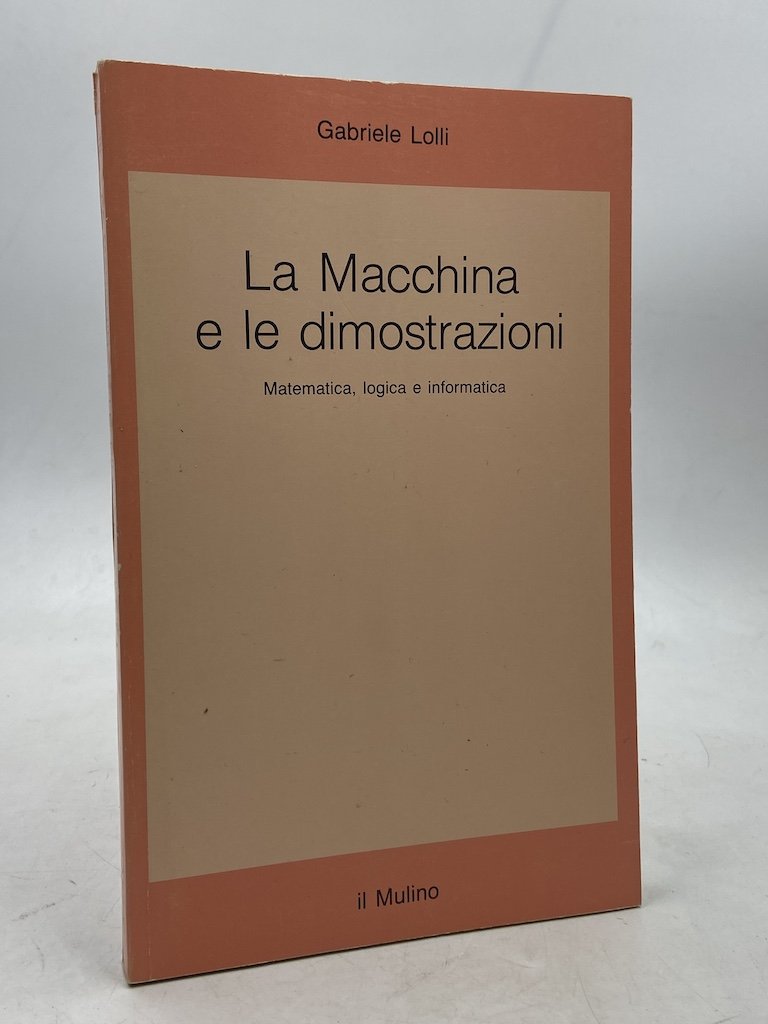 Gabriele Lolli
La Macchina
e le dimostrazioni
Matematica, logica e informatica
il Mulino